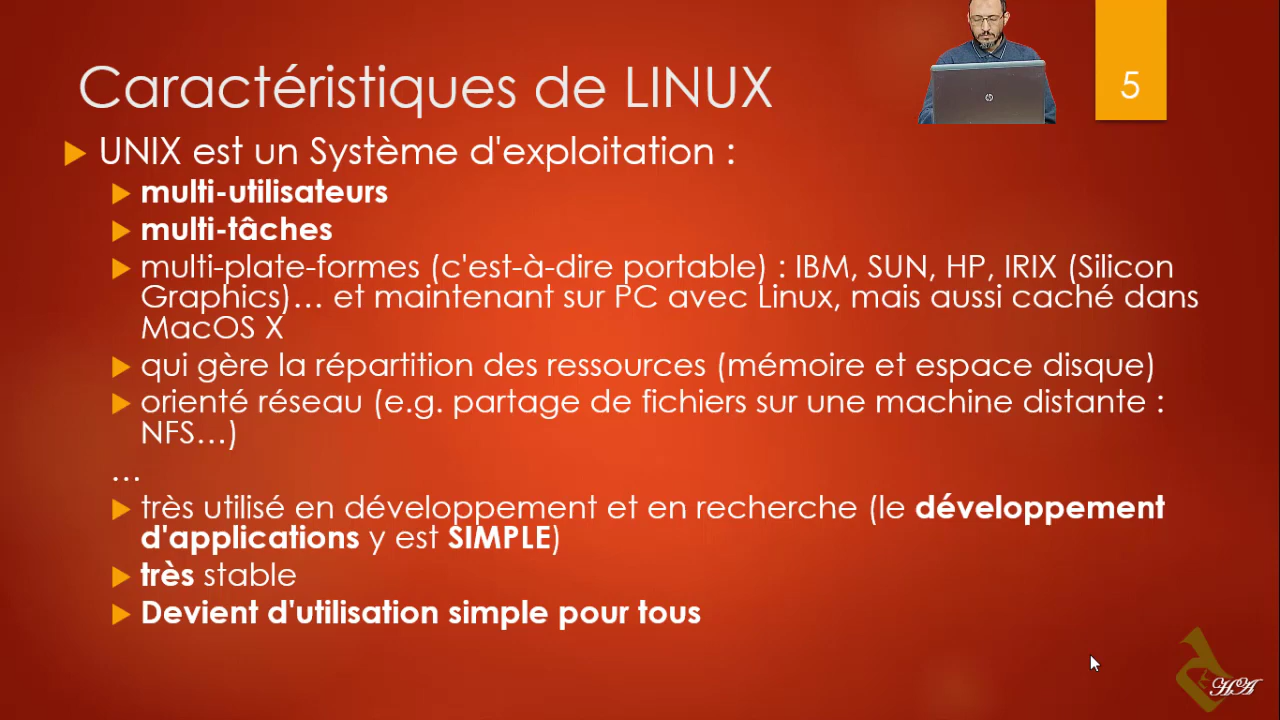 Caractéristiques de LINUX
5
UNIX est un Système d'exploitation :
multi-utilisateurs
multi-tâches
multi-plate-formes (c'est-à-dire portable) : IBM, SUN, HP, IRIX (Silicon
Graphics)… et maintenant sur PC avec Linux, mais aussi caché dans
MacOS X
qui gère la répartition des ressources (mémoire et espace disque)
orienté réseau (e.g. partage de fichiers sur une machine distante :
NFS…)
…
très utilisé en développement et en recherche (le développement
d'applications y est SIMPLE)
très stable
Devient d'utilisation simple pour tous
hp
HA